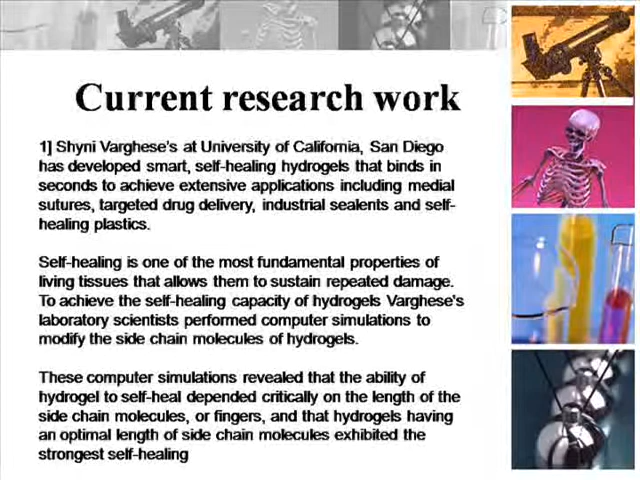 Current research work
1] Shyni Varghese's at University of California, San Diego
has developed smart, self-healing hydrogels that binds in
seconds to achieve extensive applications including medial
sutures, targeted drug delivery, industrial sealents and self-
healing plastics.
Self-healing is one of the most fundamental properties of
living tissues that allows them to sustain repeated damage.
To achieve the self-healing capacity of hydrogels Varghese's
laboratory scientists performed computer simulations to
modify the side chain molecules of hydrogels.
These computer simulations revealed that the ability of
hydrogel to self-heal depended critically on the length of the
side chain molecules, or fingers, and that hydrogels having
an optimal length of side chain molecules exhibited the
strongest self-healing